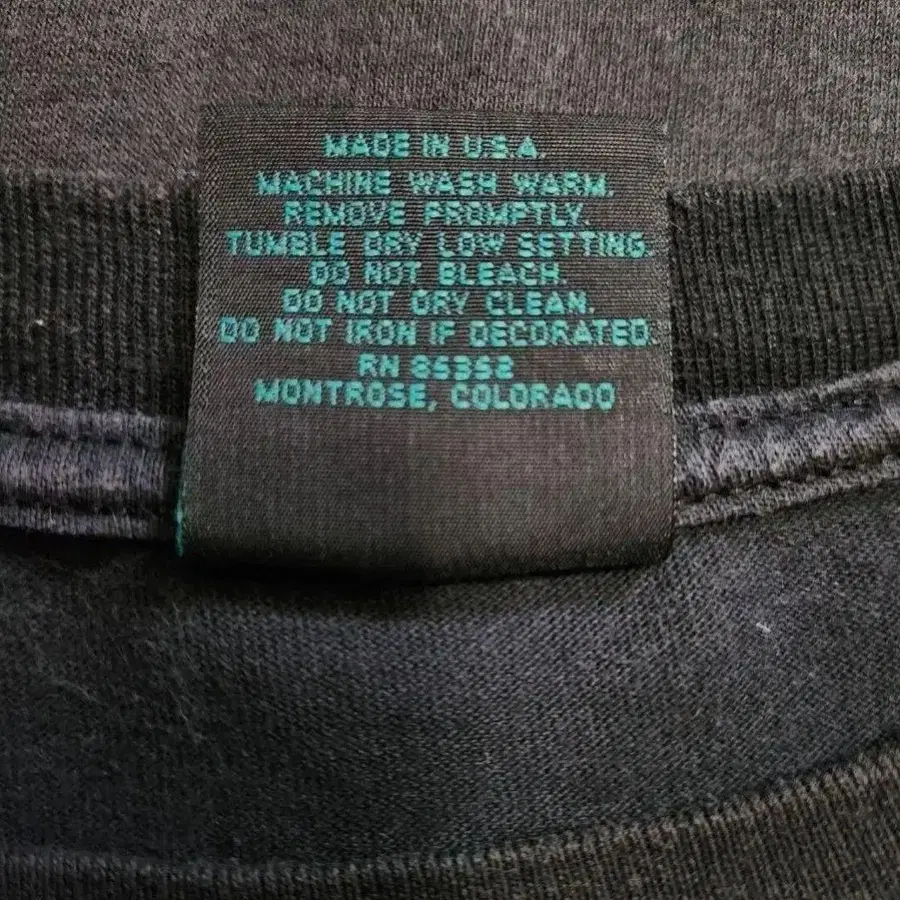 MADE IN U.S.A.
MACHINE WASH WARM.
REMOVE PROMPTLY.
TUMBLE DRY LOW SETTING.
DO NOT BLEACH.
DO NOT DRY CLEAN.
DO NOT IRON IF DECORATED.
RN 85352
MONTROSE, COLORADO